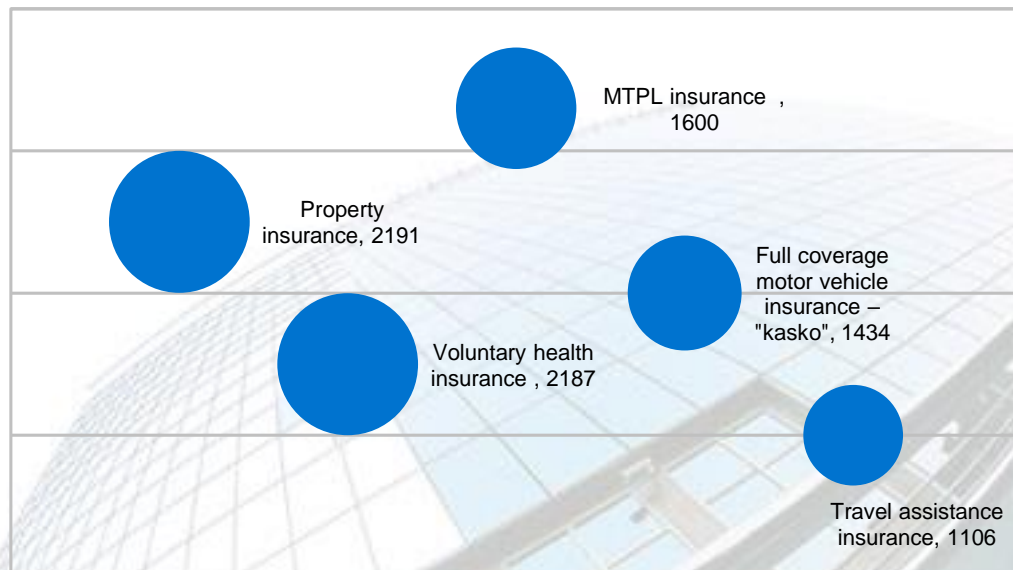 MTPL insurance ,
1600
Property
insurance, 2191
Full coverage
motor vehicle
insurance –
"kasko", 1434
Voluntary health
insurance , 2187
Travel assistance
insurance, 1106